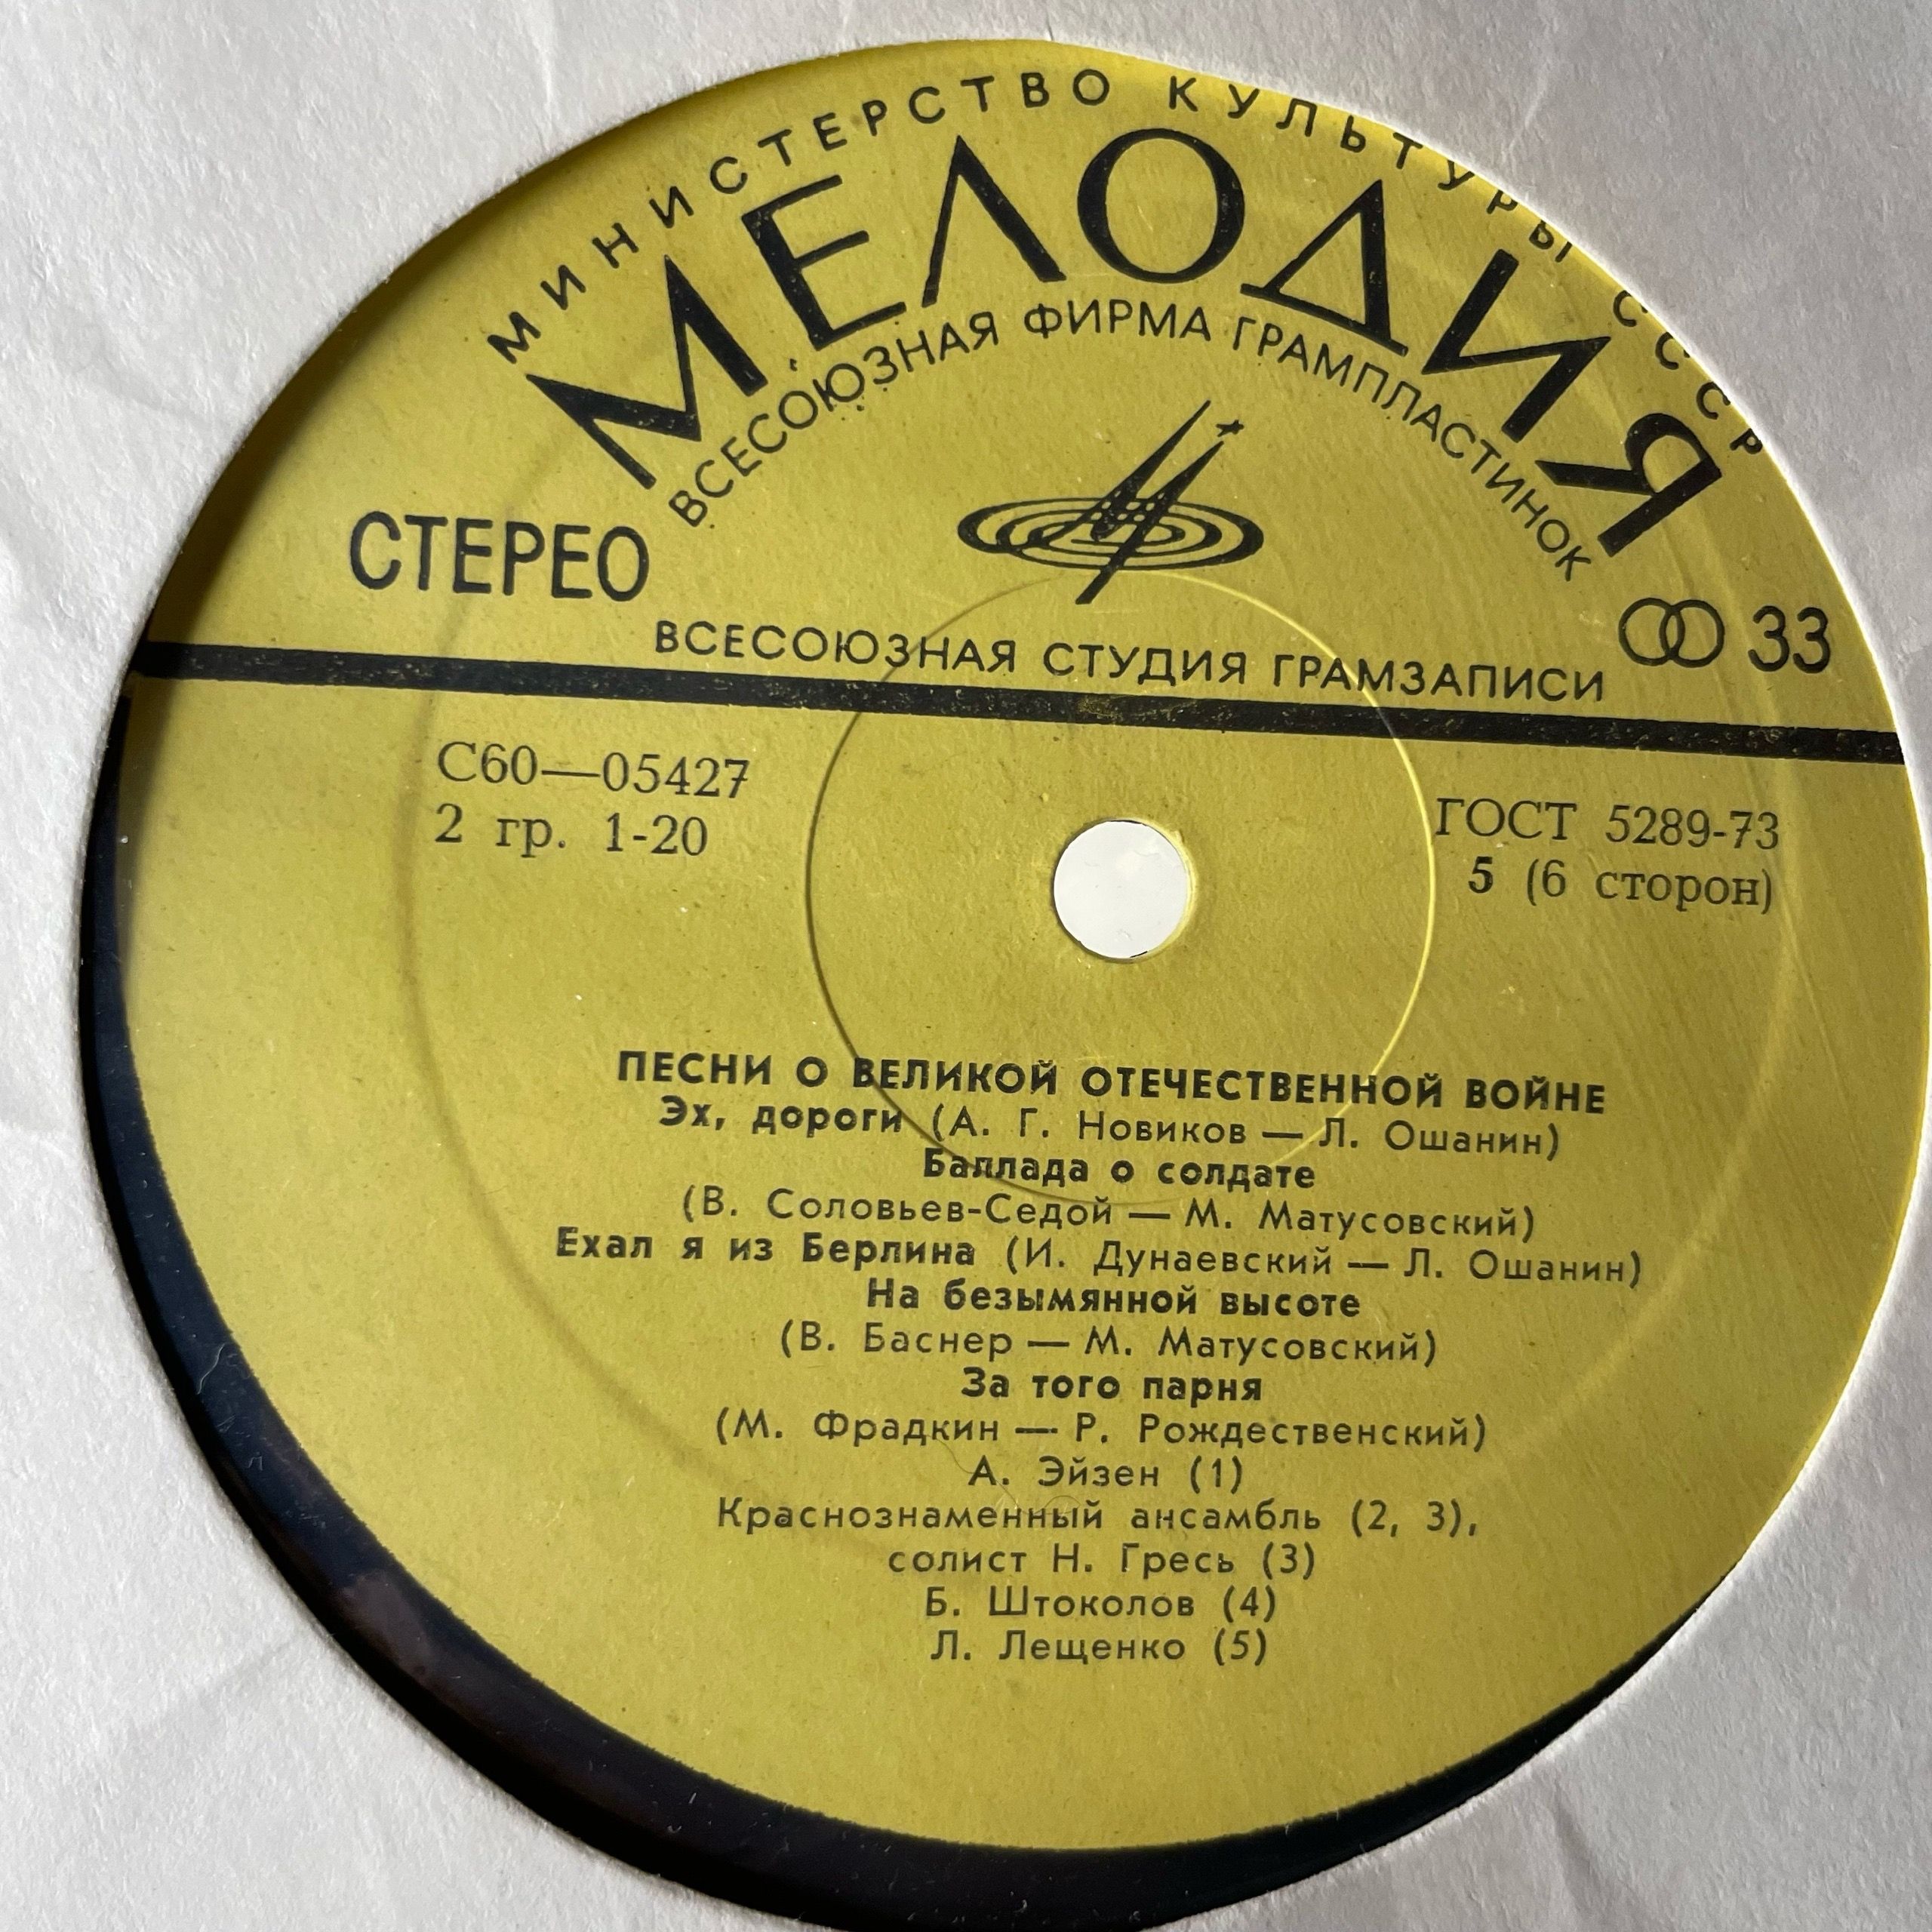 МИНИСТЕРСТВО КУЛЬТУРЫ СССР
МЕЛОДИЯ
ВСЕСОЮЗНАЯ ФИРМА ГРАМПЛАСТИНОК
СТЕРЕО
33
ВСЕСОЮЗНАЯ СТУДИЯ ГРАМЗАПИСИ
С60—05427
2 гр. 1-20
ГОСТ 5289-73
5 (6 сторон)
ПЕСНИ О ВЕЛИКОЙ ОТЕЧЕСТВЕННОЙ ВОЙНЕ
Эх, дороги (А. Г. Новиков — Л. Ошанин)
Баллада о солдате
(В. Соловьев-Седой — М. Матусовский)
Ехал я из Берлина (И. Дунаевский — Л. Ошанин)
На безымянной высоте
(В. Баснер — М. Матусовский)
За того парня
(М. Фрадкин — Р. Рождественский)
А. Эйзен (1)
Краснознаменный ансамбль (2, 3),
солист Н. Гресь (3)
Б. Штоколов (4)
Л. Лещенко (5)